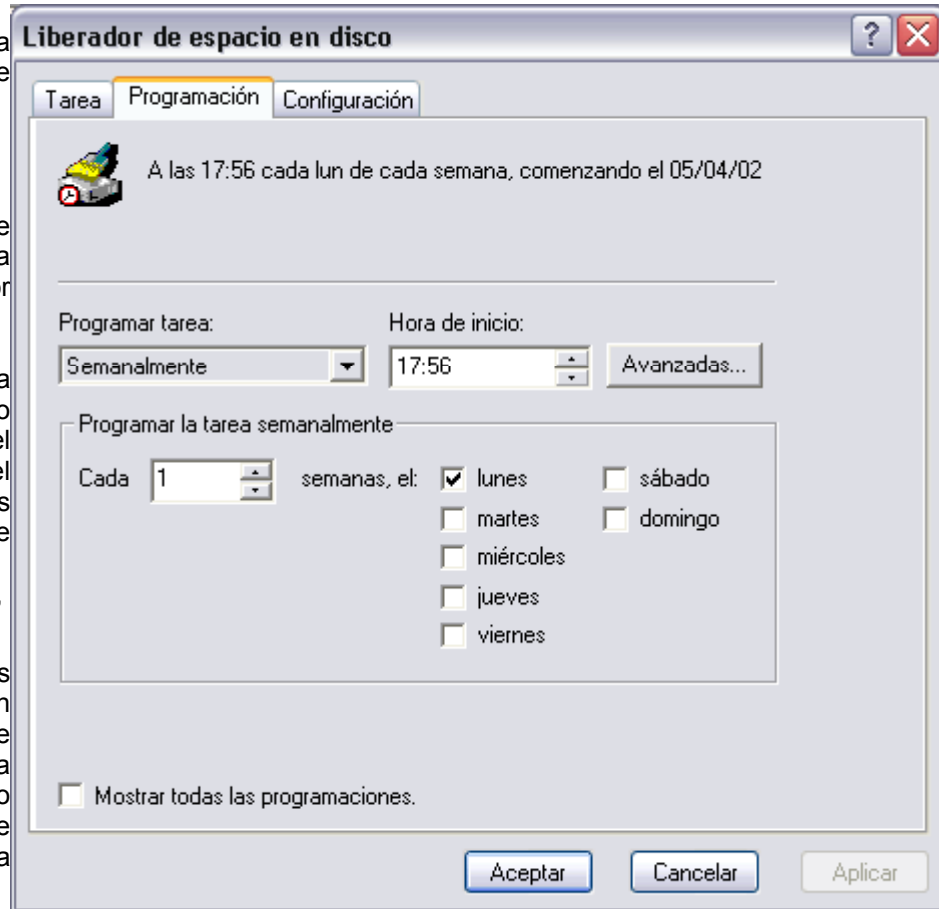 Liberador de espacio en disco
Tarea Programación Configuración
A las 17:56 cada lun de cada semana, comenzando el 05/04/02
Programar tarea: Hora de inicio:
Semanalmente 17:56 Avanzadas...
Programar la tarea semanalmente
Cada 1 semanas, el: lunes sábado
martes domingo
miércoles
jueves
viernes
Mostrar todas las programaciones.
Aceptar Cancelar Aplicar